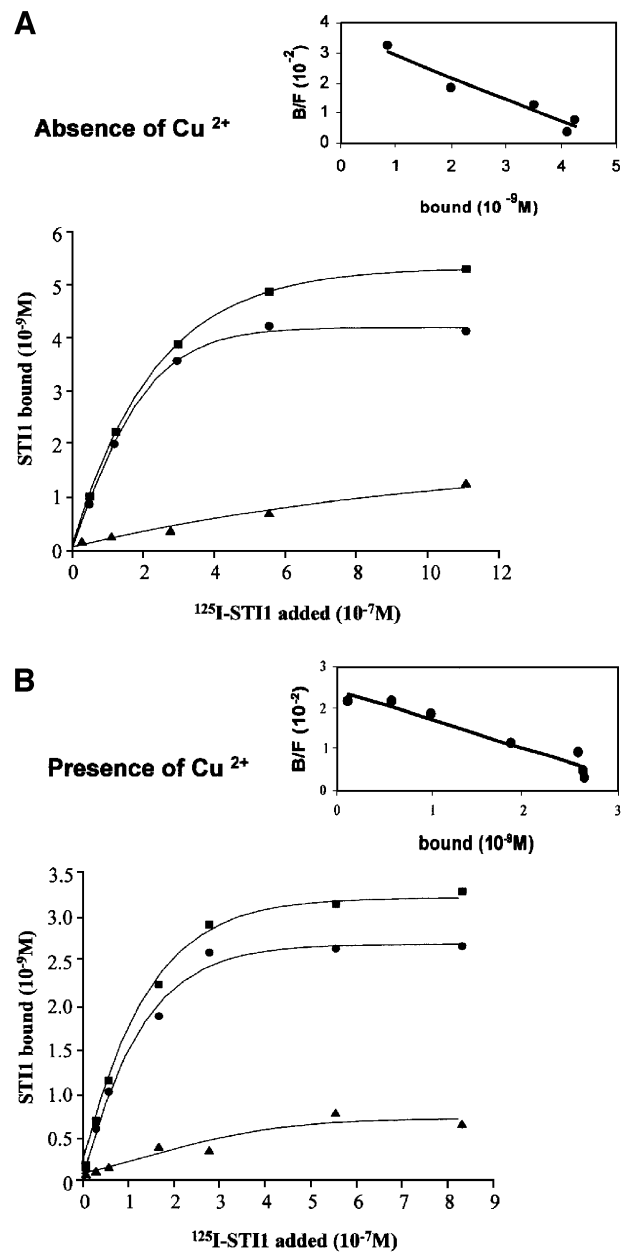 A
Absence of Cu 2+
B/F (10-2)
4
3
2
1
0
0 1 2 3 4 5
bound (10 -9M)
STI1 bound (10-9M)
6
5
4
3
2
1
0
0 2 4 6 8 10 12
125I-STI1 added (10-7M)
B
Presence of Cu 2+
B/F (10-2)
3
2
1
0
0 1 2 3
bound (10-9M)
STI1 bound (10-9M)
3.5
3.0
2.5
2.0
1.0
0.5
0
0 1 2 3 4 5 6 7 8 9
125I-STI1 added (10-7M)